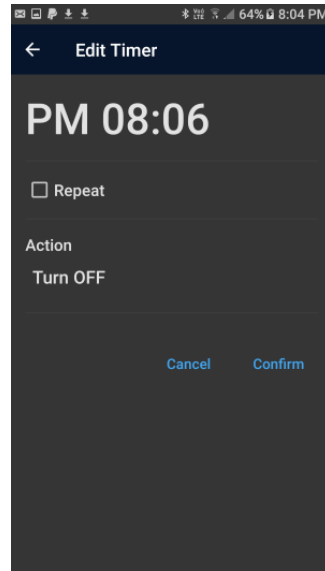 64% 8:04 PM
Edit Timer
PM 08:06
Repeat
Action
Turn OFF
Cancel Confirm